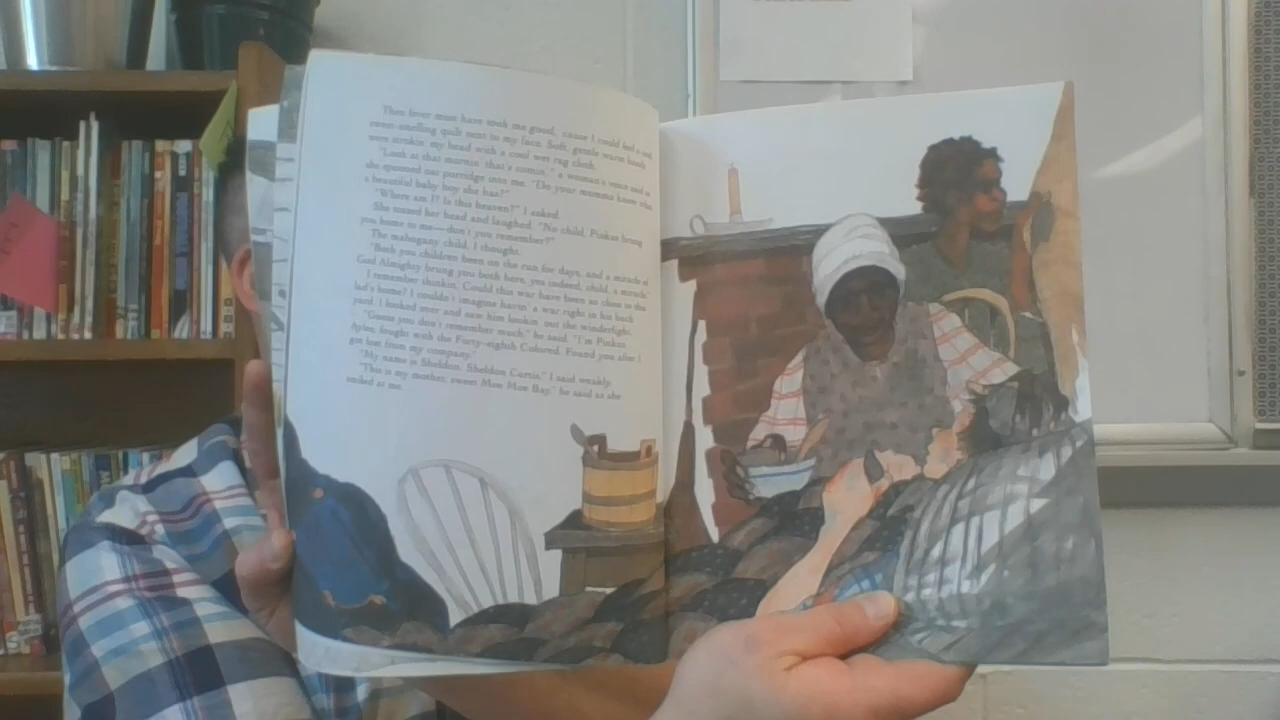 Then fever must have took me good, 'cause I could feel a
sweet-smelling quilt next to my face. Soft, gentle warm hands
were strokin my head with a cool wet rag cloth.
"Look at that mornin' that's comin'," a woman's voice said as
she spooned oat porridge into me. "Do your momma know what
a beautiful baby boy she has?"
"Where am I? Is this heaven?" I asked.
She tossed her head and laughed. "No child, Pinkus brung
you home to me—don't you remember?"
The mahogany child, I thought.
"Both you children been on the run for days, and a miracle of
God Almighty brung you both here, yes indeed, child, a miracle."
I remember thinkin, Could this war have been so close to this
lad's home? I couldn't imagine havin' a war right in his back
yard. I looked over and saw him lookin out the winderlight.
"Guess you don't remember much," he said. "I'm Pinkus
Aylee, fought with the Forty-eighth Colored. Found you after I
got lost from my company."
"My name is Sheldon, Sheldon Curtis," I said weakly.
"This is my mother, sweet Moe Moe Bay," he said as she
smiled at me.